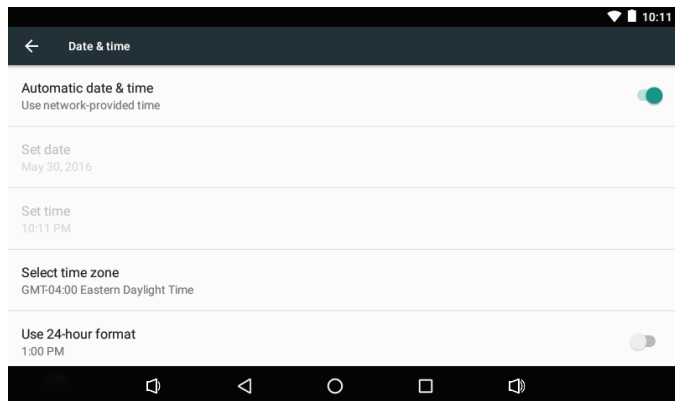 10:11
Date & time
Automatic date & time
Use network-provided time
Set date
May 30, 2016
Set time
10:11 PM
Select time zone
GMT-04:00 Eastern Daylight Time
Use 24-hour format
1:00 PM